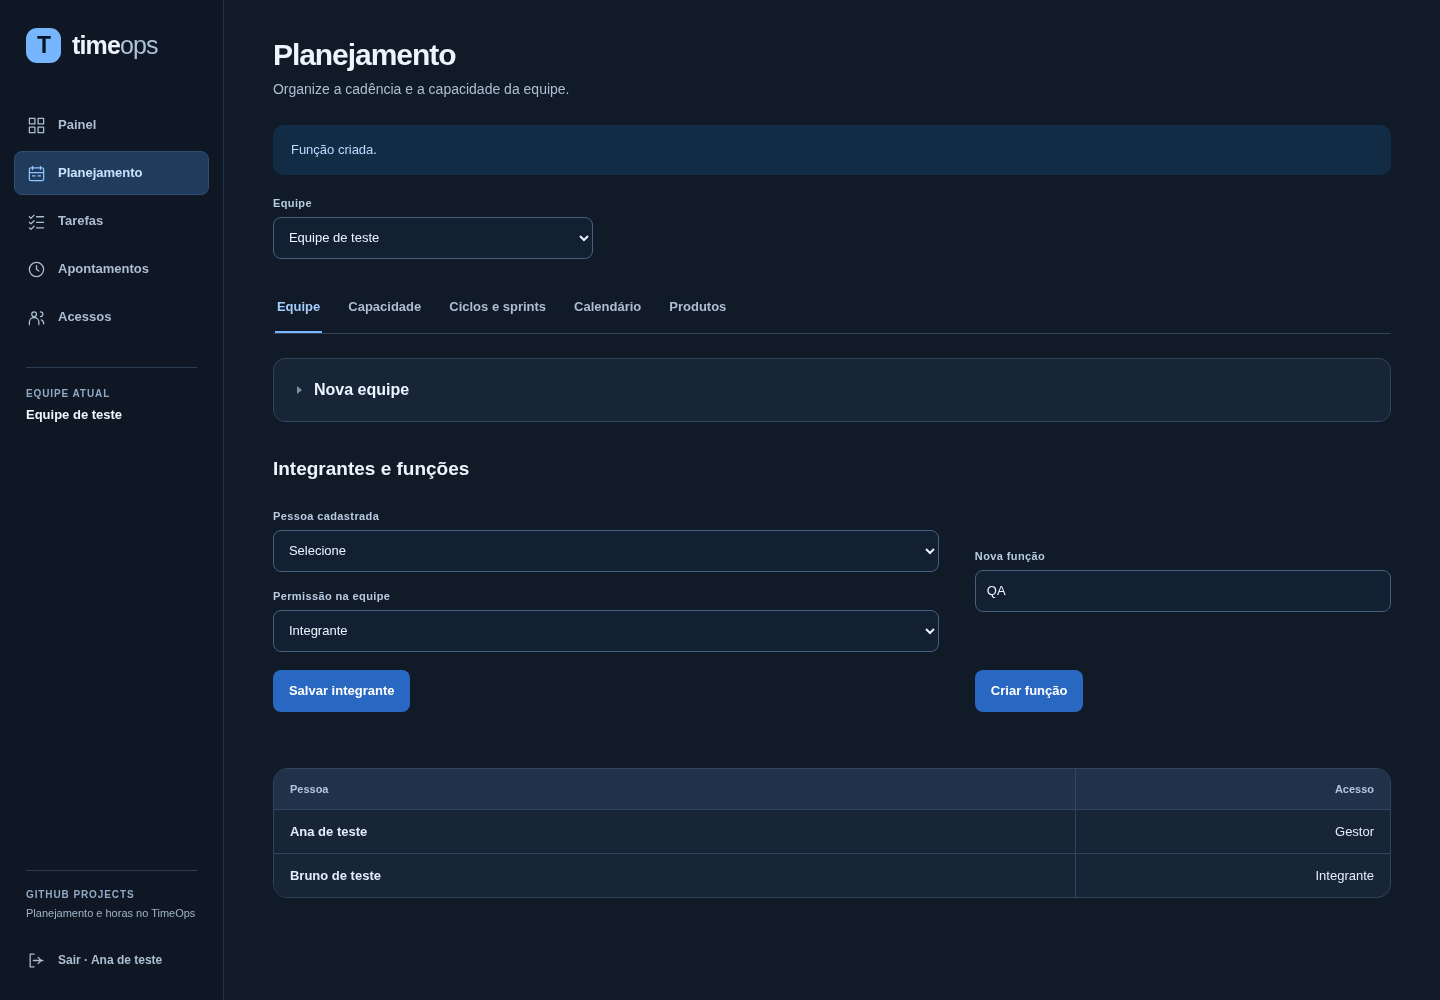 T timeops
Painel
Planejamento
Tarefas
Apontamentos
Acessos
EQUIPE ATUAL
Equipe de teste
GITHUB PROJECTS
Planejamento e horas no TimeOps
Sair · Ana de teste
Planejamento
Organize a cadência e a capacidade da equipe.
Função criada.
Equipe
Equipe de teste
Equipe Capacidade Ciclos e sprints Calendário Produtos
Nova equipe
Integrantes e funções
Pessoa cadastrada
Selecione
Permissão na equipe
Integrante
Salvar integrante
Nova função
QA
Criar função
Pessoa Acesso
Ana de teste Gestor
Bruno de teste Integrante